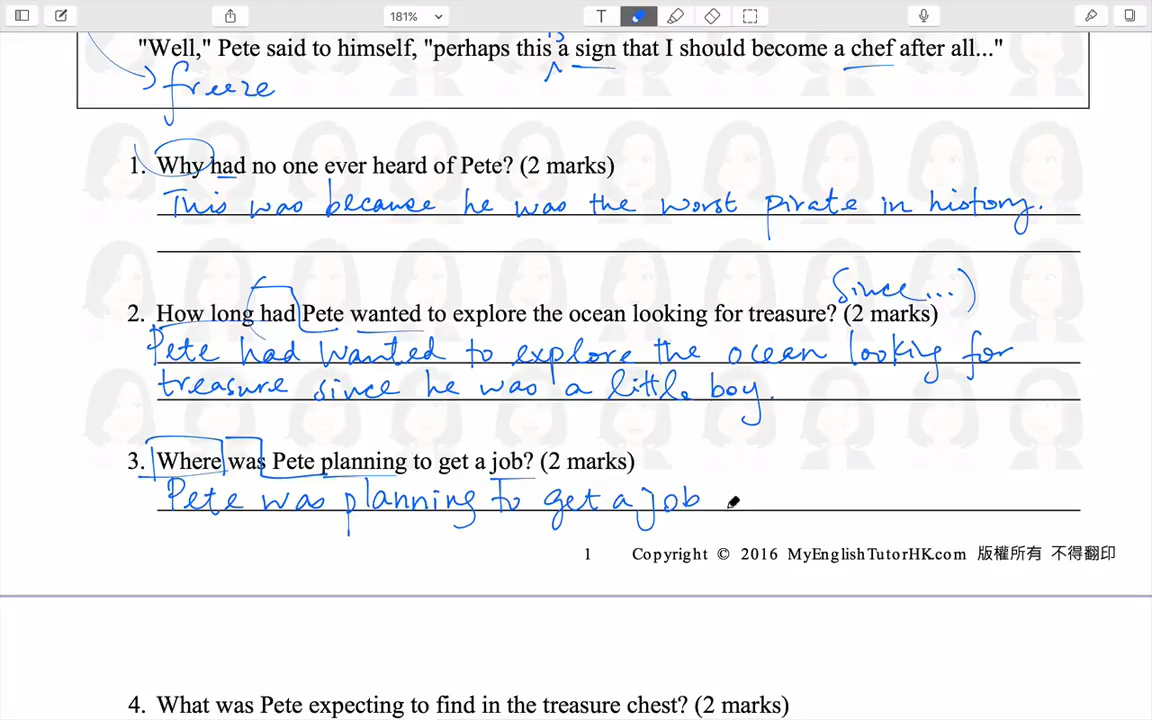 181%
T
"Well," Pete said to himself, "perhaps this is a sign that I should become a chef after all..."
freeze
1. Why had no one ever heard of Pete? (2 marks)
This was because he was the worst pirate in history.
since...)
2. How long had Pete wanted to explore the ocean looking for treasure? (2 marks)
Pete had wanted to explore the ocean looking for
treasure since he was a little boy.
3. Where was Pete planning to get a job? (2 marks)
Pete was planning to get a job
1 Copyright © 2016 MyEnglishTutorHK.com 版權所有 不得翻印
4. What was Pete expecting to find in the treasure chest? (2 marks)